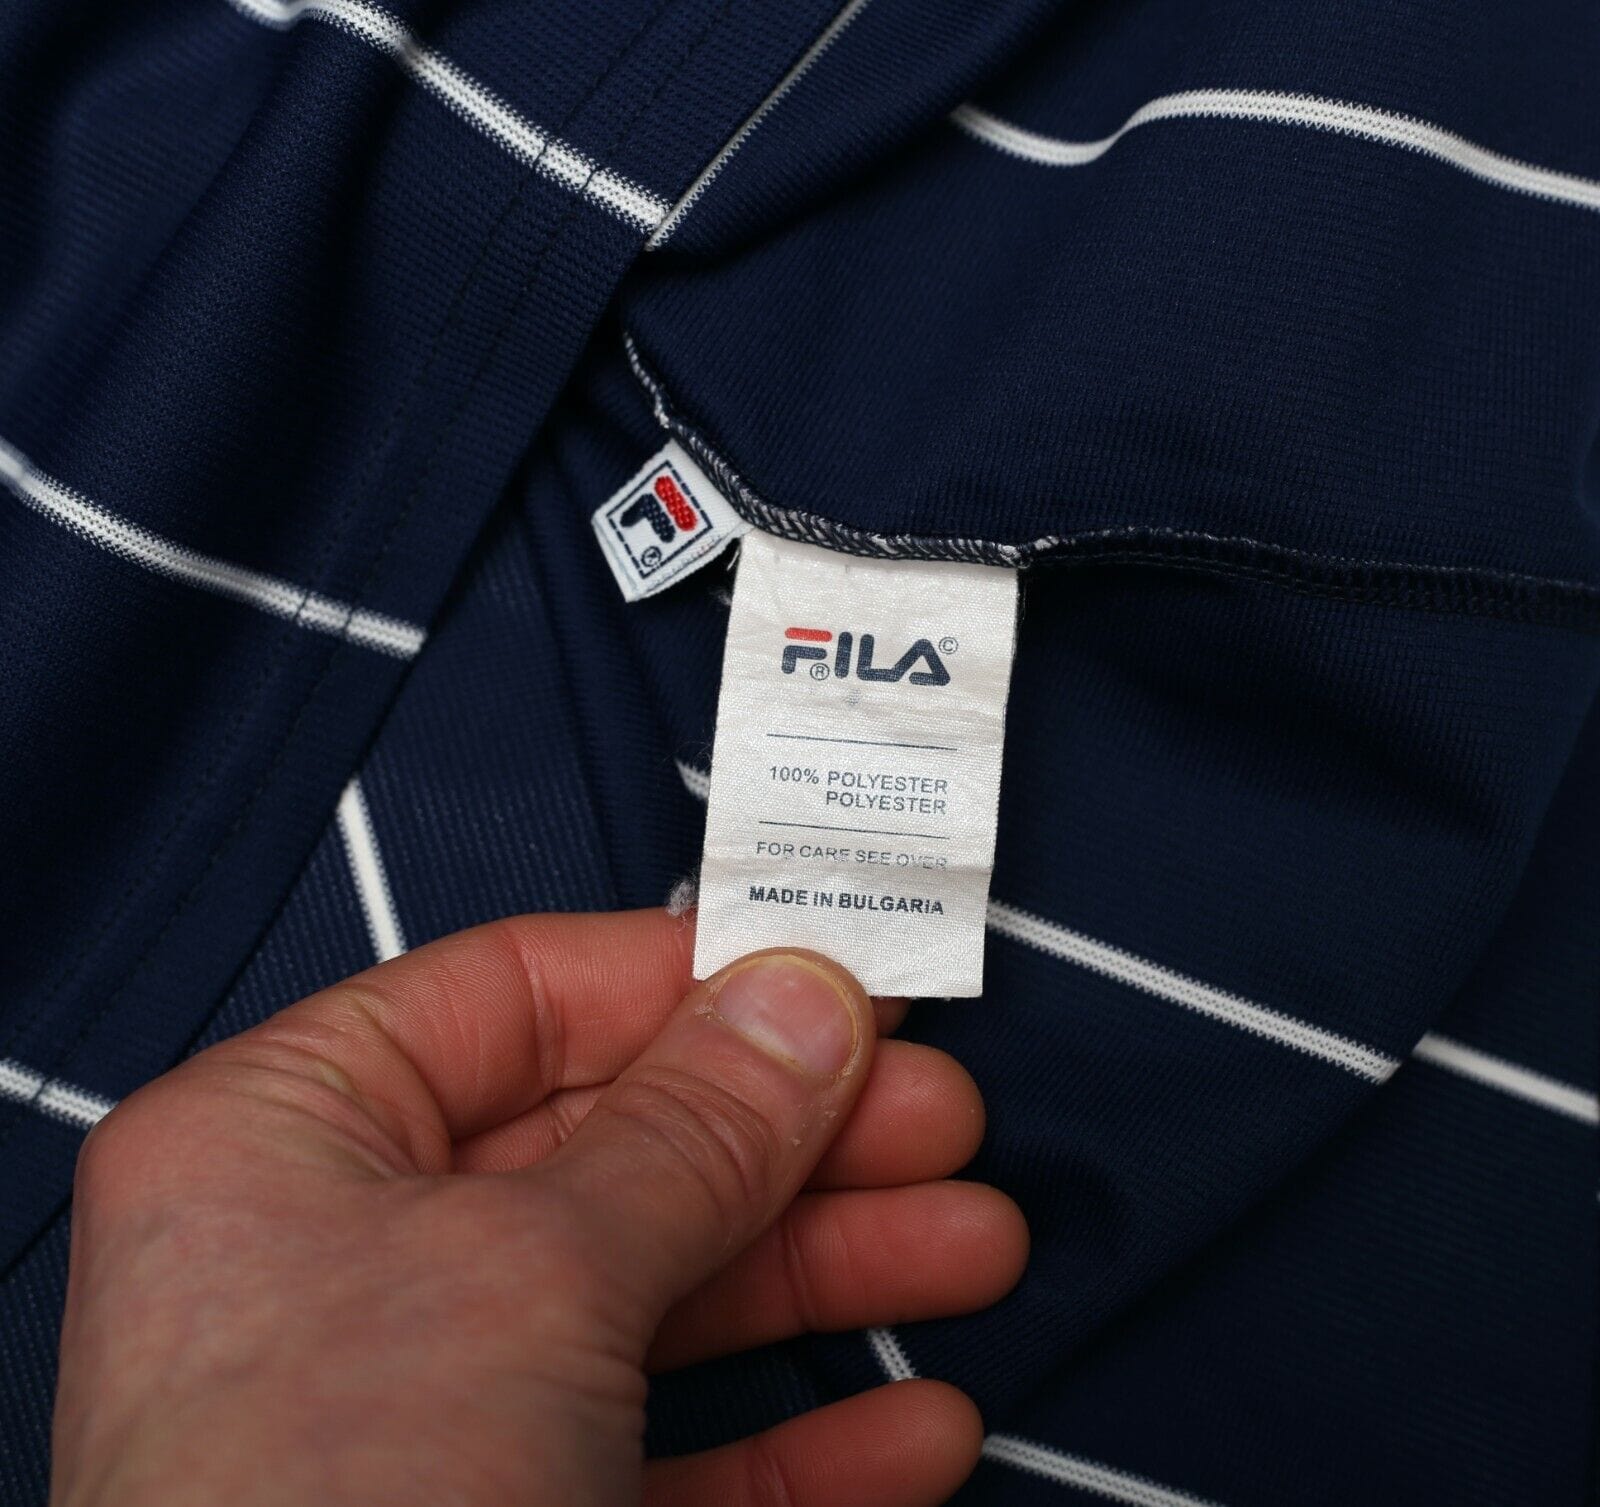 F®
FILA®©
100% POLYESTER
POLYESTER
FOR CARE SEE OVER
MADE IN BULGARIA